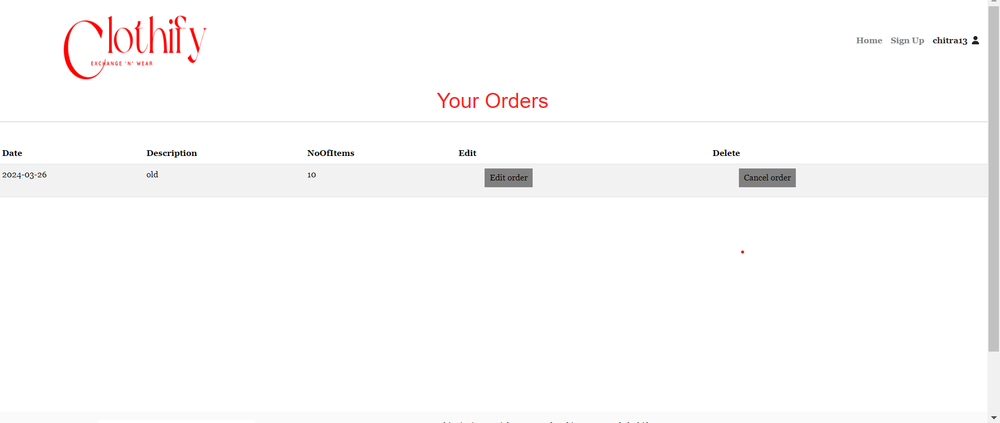 Clothify
EXCHANGE 'N' WEAR
Home Sign Up chitra13
Your Orders
Date Description NoOfItems Edit Delete
2024-03-26 old 10 Edit order Cancel order